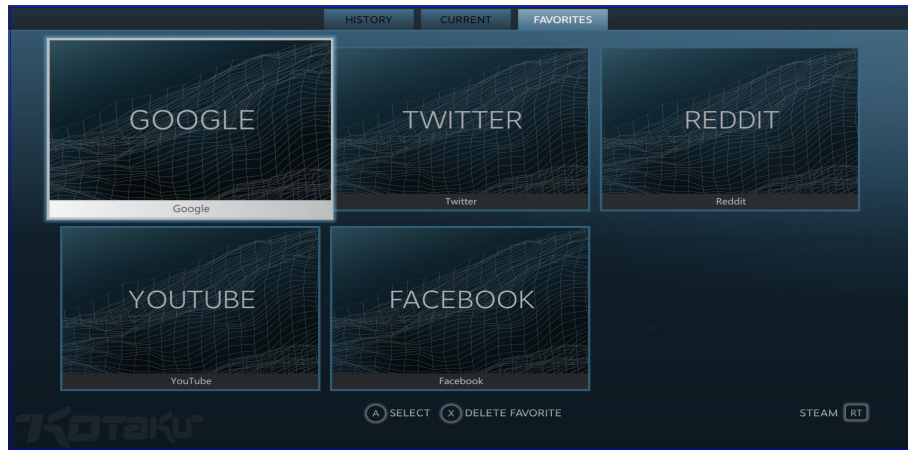 HISTORY CURRENT FAVORITES
GOOGLE TWITTER REDDIT
Google Twitter Reddit
YOUTUBE FACEBOOK
YouTube Facebook
A SELECT X DELETE FAVORITE STEAM RT
KOTaKU